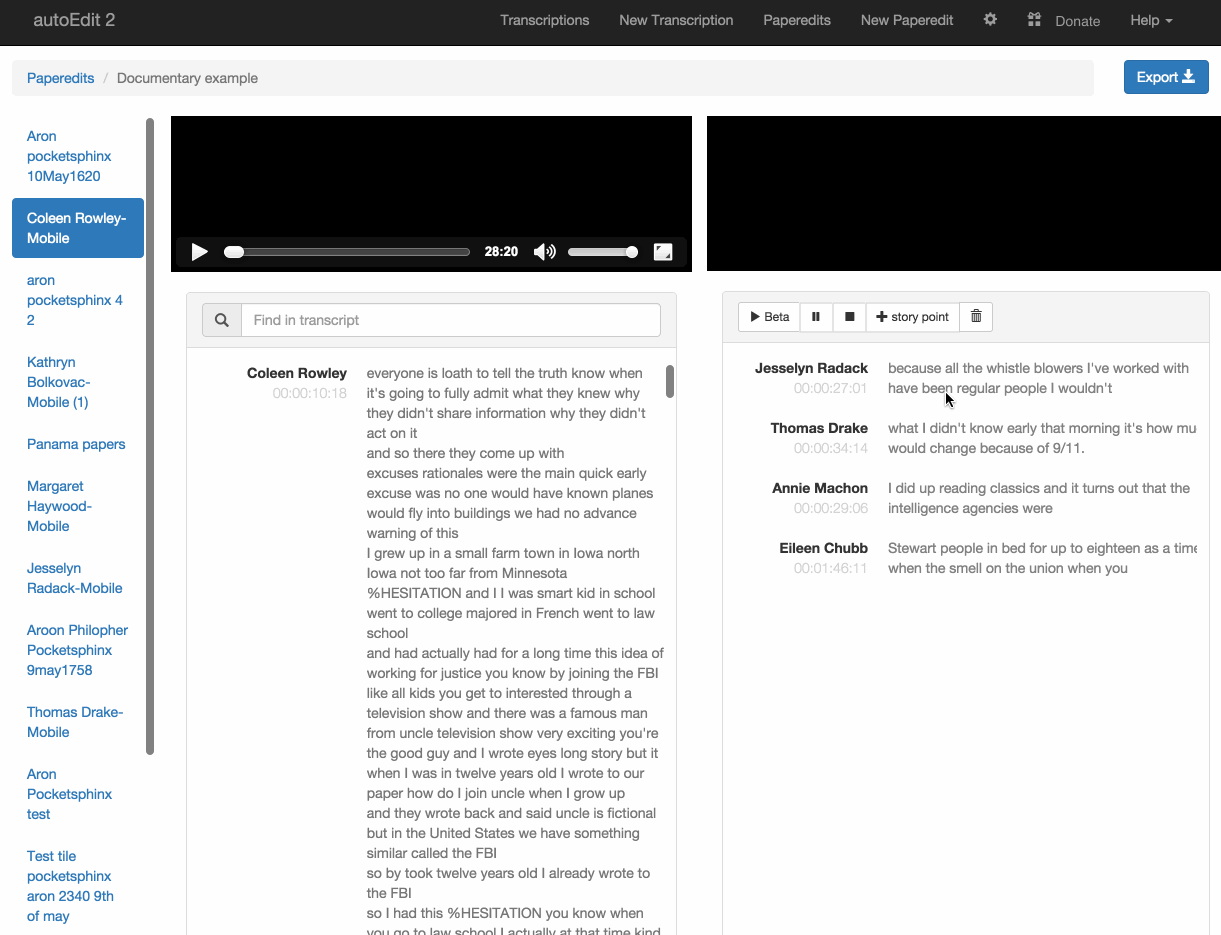 autoEdit 2
Transcriptions
New Transcription
Paperedits
New Paperedit
Donate
Help
Paperedits / Documentary example
Export
Aron
pocketsphinx
10May1620
Coleen Rowley-
Mobile
aron
pocketsphinx 4
2
Kathryn
Bolkovac-
Mobile (1)
Panama papers
Margaret
Haywood-
Mobile
Jesselyn
Radack-Mobile
Aroon Philopher
Pocketsphinx
9may1758
Thomas Drake-
Mobile
Aron
Pocketsphinx
test
Test tile
pocketsphinx
aron 2340 9th
of may
28:20
Find in transcript
Coleen Rowley
00:00:10:18
everyone is loath to tell the truth know when
it's going to fully admit what they knew why
they didn't share information why they didn't
act on it
and so there they come up with
excuses rationales were the main quick early
excuse was no one would have known planes
would fly into buildings we had no advance
warning of this
I grew up in a small farm town in Iowa north
Iowa not too far from Minnesota
%HESITATION and I I was smart kid in school
went to college majored in French went to law
school
and had actually had for a long time this idea of
working for justice you know by joining the FBI
like all kids you get to interested through a
television show and there was a famous man
from uncle television show very exciting you're
the good guy and I wrote eyes long story but it
when I was in twelve years old I wrote to our
paper how do I join uncle when I grow up
and they wrote back and said uncle is fictional
but in the United States we have something
similar called the FBI
so by took twelve years old I already wrote to
the FBI
so I had this %HESITATION you know when
you go to law school I actually at that time kind
Beta
story point
Jesselyn Radack
00:00:27:01
because all the whistle blowers I've worked with
have been regular people I wouldn't
Thomas Drake
00:00:34:14
what I didn't know early that morning it's how mu
would change because of 9/11.
Annie Machon
00:00:29:06
I did up reading classics and it turns out that the
intelligence agencies were
Eileen Chubb
00:01:46:11
Stewart people in bed for up to eighteen as a time
when the smell on the union when you